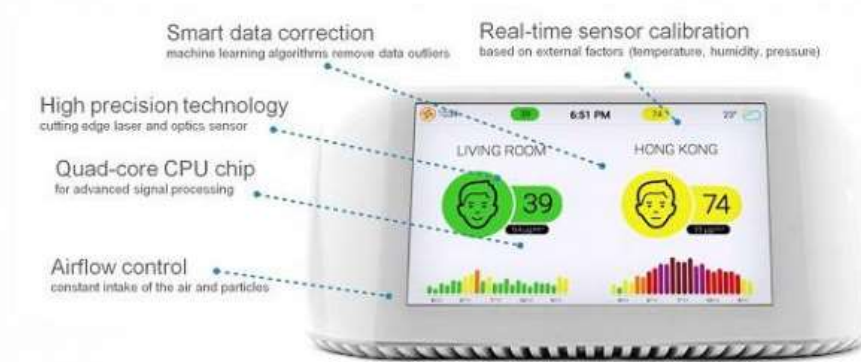 Smart data correction
machine learning algorithms remove data outliers
Real-time sensor calibration
based on external factors (temperature, humidity, pressure)
High precision technology
cutting edge laser and optics sensor
Quad-core CPU chip
for advanced signal processing
Airflow control
constant intake of the air and particles
39 6:51 PM 74 23°
LIVING ROOM HONG KONG
39 74